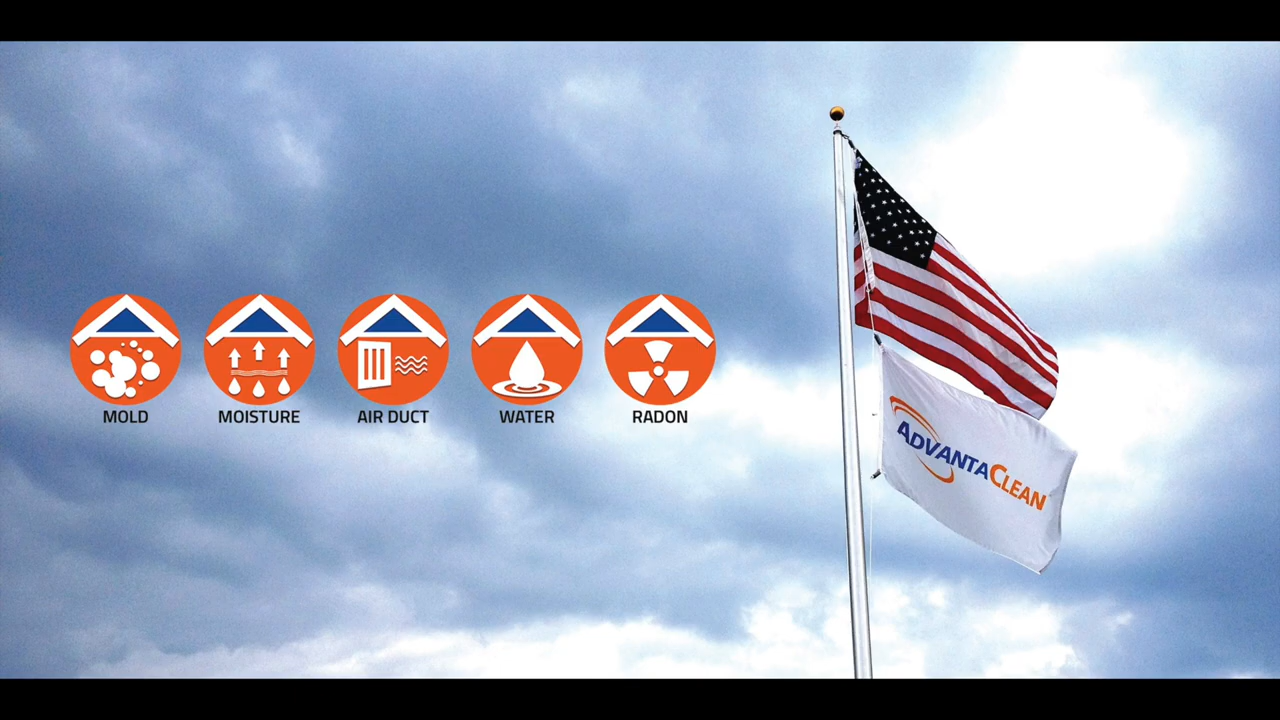 MOLD
MOISTURE
AIR DUCT
WATER
RADON
ADVANTACLEAN